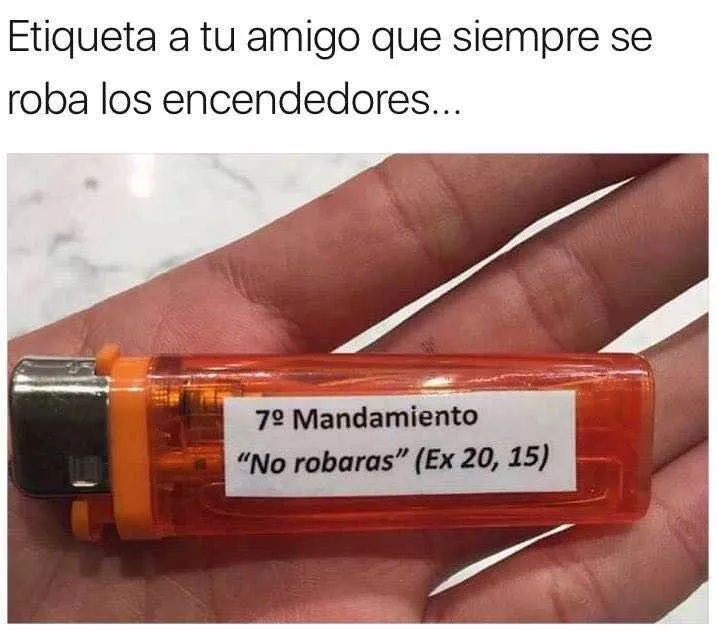 Etiqueta a tu amigo que siempre se
roba los encendedores...
7º Mandamiento
“No robaras” (Ex 20, 15)